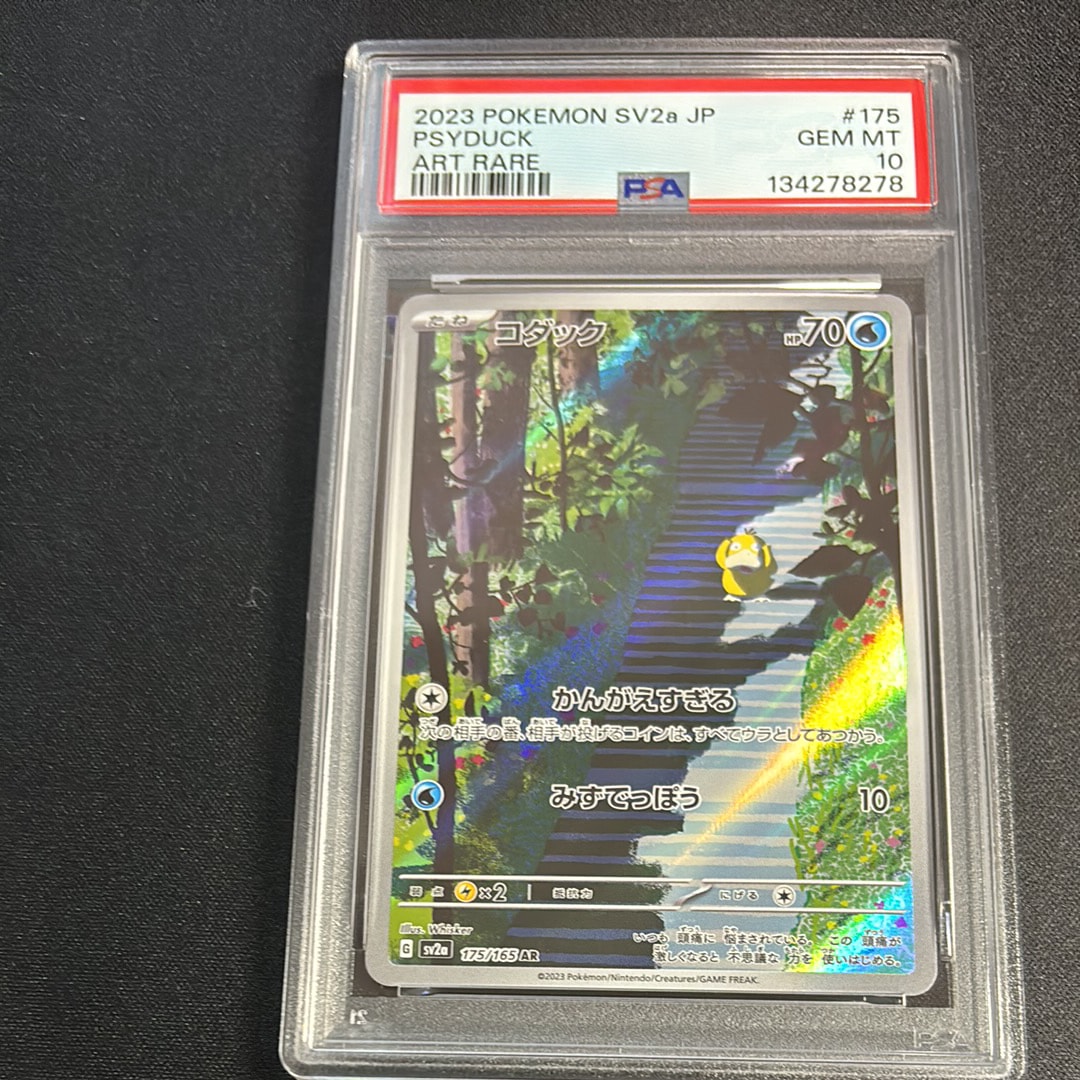 2023 POKEMON SV2a JP #175
PSYDUCK GEM MT
ART RARE 10
PSA 134278278
たね コダック HP70
かんがえすぎる
次の相手の番、相手が投げるコインは、すべてウラとしてあつかう。
みずでっぽう 10
弱点 ×2 抵抗力 にげる
Illus. Whisker
いつも 頭痛に 悩まされている。 この 頭痛が
激しくなると 不思議な 力を 使いはじめる。
G sv2a 175/165 AR
©2023 Pokémon/Nintendo/Creatures/GAME FREAK.